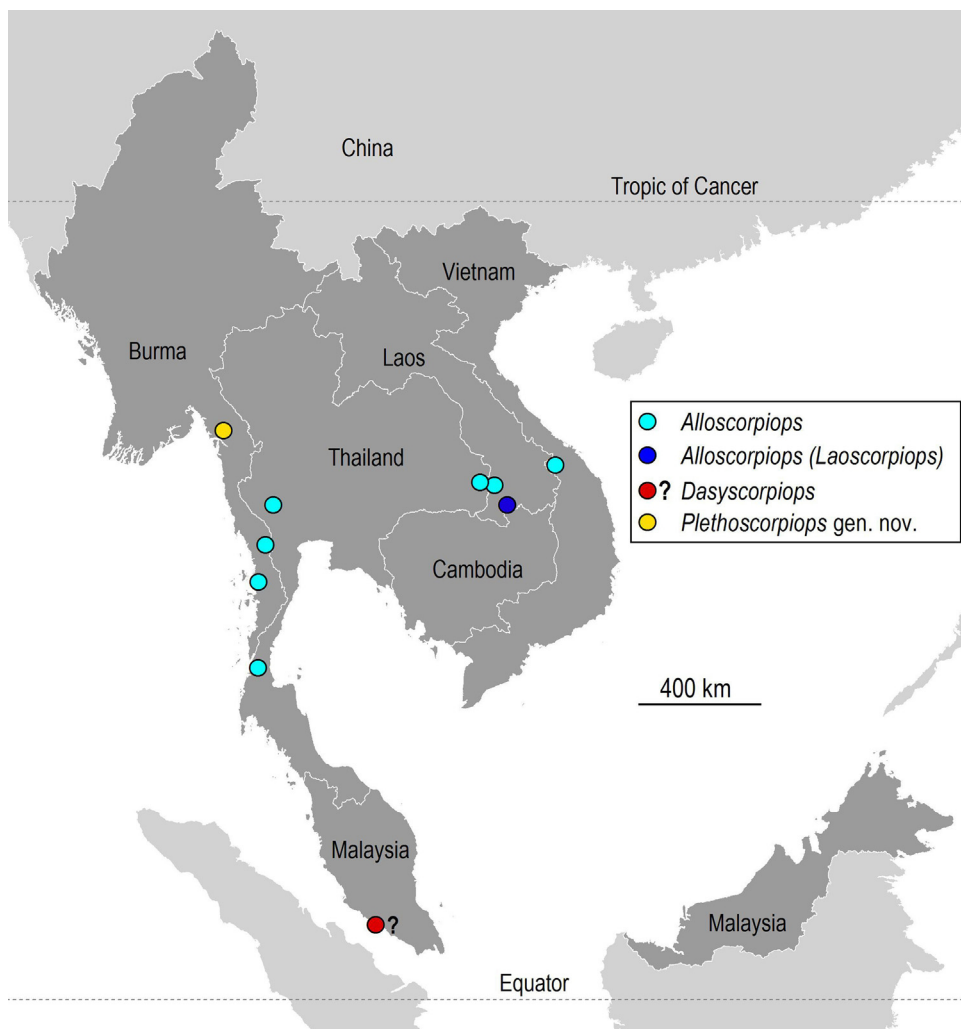 China
Tropic of Cancer
Vietnam
Burma
Laos
Thailand
Alloscorpiops
Alloscorpiops (Laoscorpiops)
? Dasyscorpiops
Plethoscorpiops gen. nov.
Cambodia
400 km
Malaysia
?
Malaysia
Equator